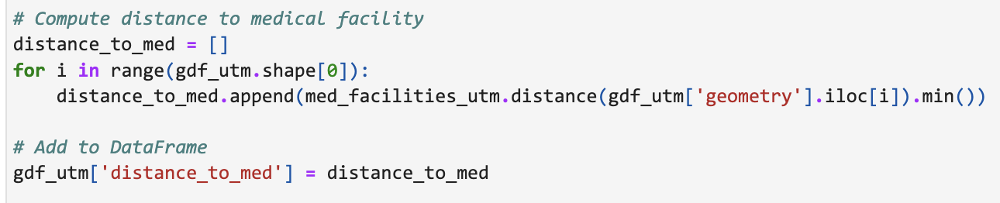 # Compute distance to medical facility
distance_to_med = []
for i in range(gdf_utm.shape[0]):
    distance_to_med.append(med_facilities_utm.distance(gdf_utm['geometry'].iloc[i]).min())

# Add to DataFrame
gdf_utm['distance_to_med'] = distance_to_med